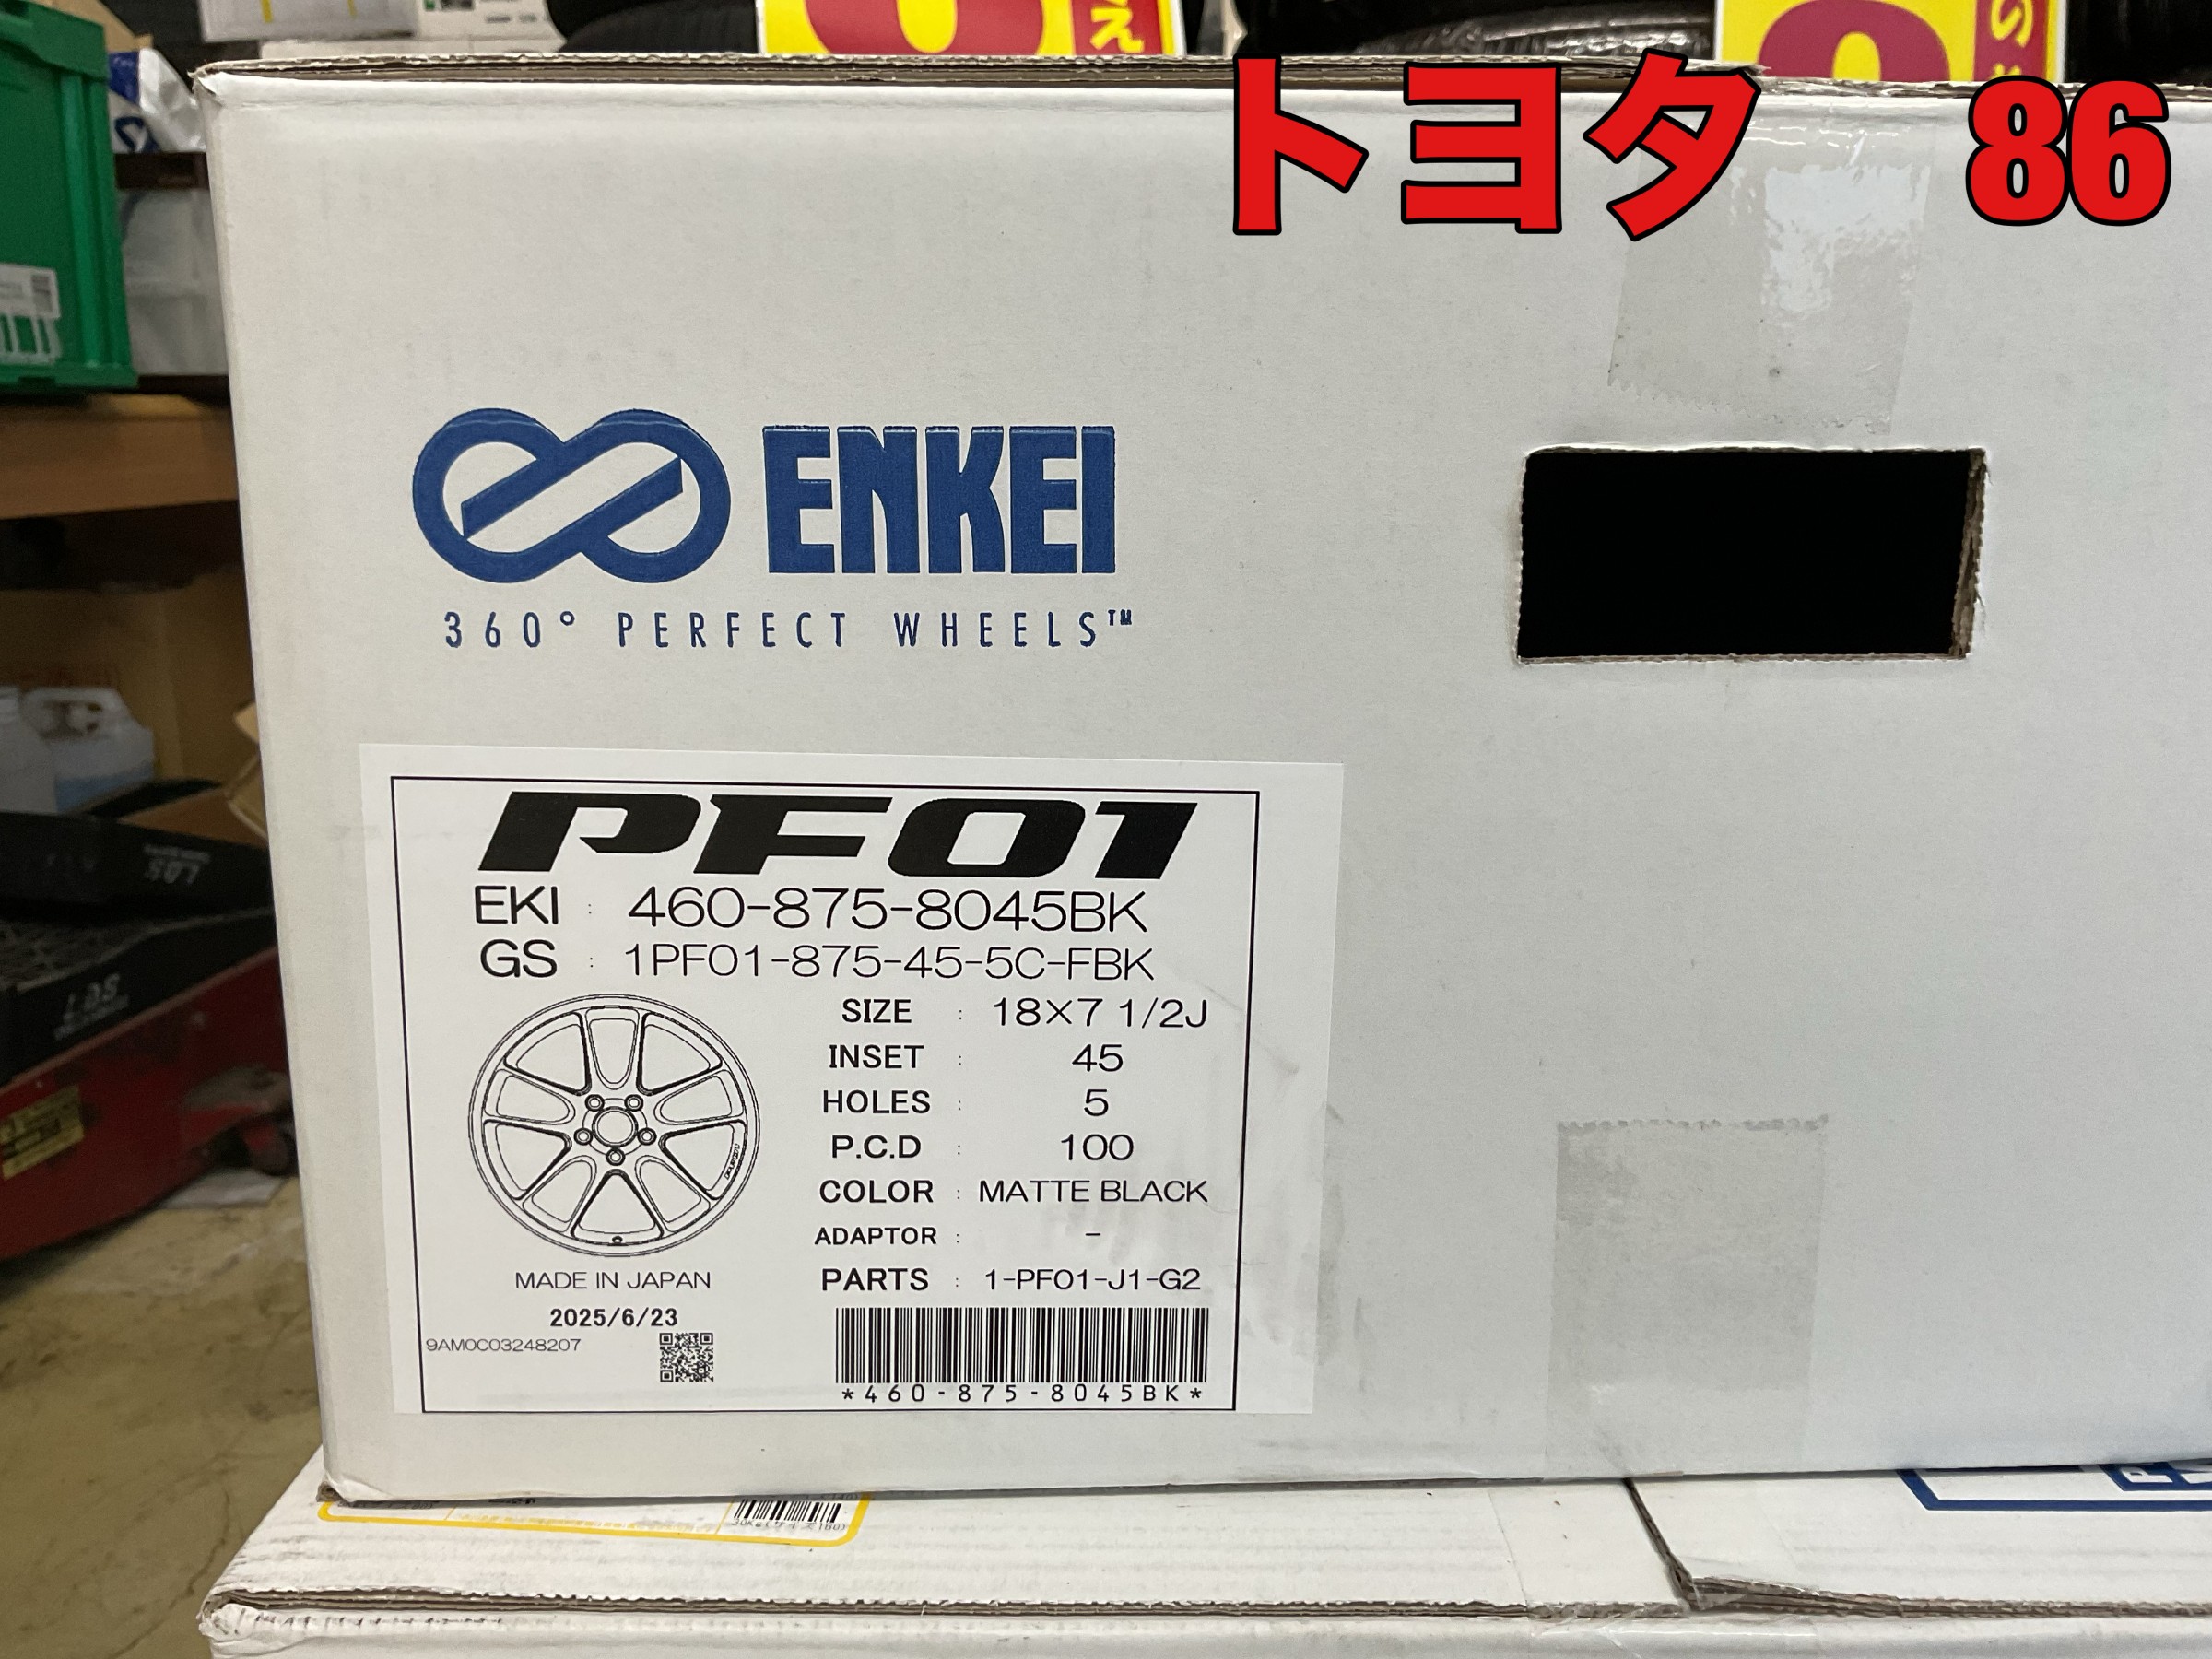 え
の
トヨタ 86
ENKEI
360° PERFECT WHEELS™
PF01
EKI : 460-875-8045BK
GS : 1PF01-875-45-5C-FBK
SIZE : 18×7 1/2J
INSET : 45
HOLES : 5
P.C.D : 100
COLOR : MATTE BLACK
ADAPTOR : -
PARTS : 1-PF01-J1-G2
MADE IN JAPAN
2025/6/23
9AM0C03248207
*460-875-8045BK*